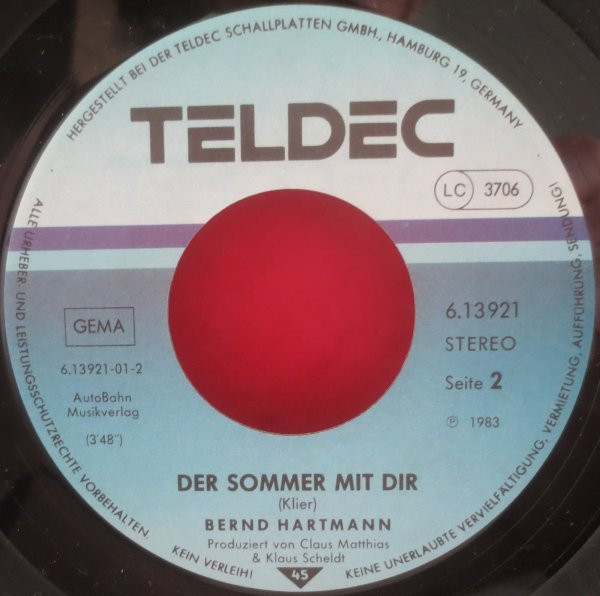 HERGESTELLT BEI DER TELDEC SCHALLPLATTEN GMBH., HAMBURG 19, GERMANY
TELDEC
LC 3706
GEMA
6.13921-01-2
AutoBahn
Musikverlag
(3'48")
6.13921
STEREO
Seite 2
℗ 1983
DER SOMMER MIT DIR
(Klier)
BERND HARTMANN
Produziert von Claus Matthias
& Klaus Scheldt
45
ALLE URHEBER- UND LEISTUNGSSCHUTZRECHTE VORBEHALTEN.
KEIN VERLEIH! KEINE UNERLAUBTE VERVIELFÄLTIGUNG, VERMIETUNG, AUFFÜHRUNG, SENDUNG!